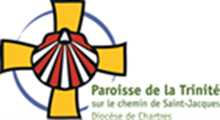 Paroisse de la Trinité
sur le chemin de Saint-Jacques
Diocèse de Chartres